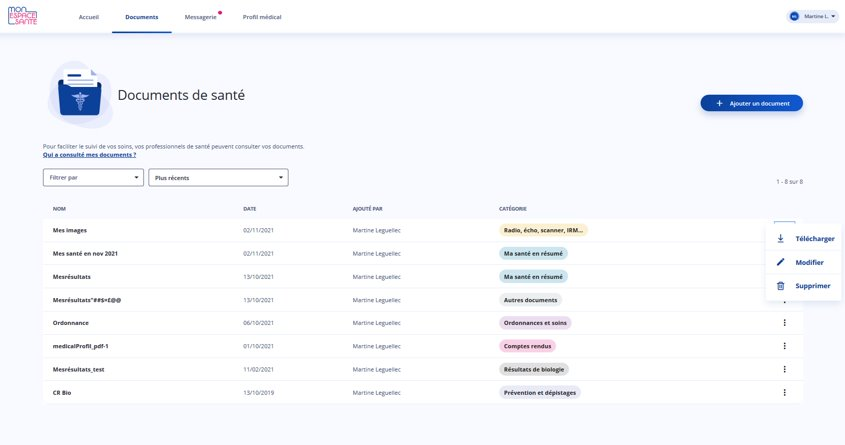 MON
ESPACE
SANTÉ
Accueil
Documents
Messagerie
Profil médical
ML
Martine L.
Documents de santé
+ Ajouter un document
Pour faciliter le suivi de vos soins, vos professionnels de santé peuvent consulter vos documents.
Qui a consulté mes documents ?
Filtrer par
Plus récents
1 - 8 sur 8
NOM DATE AJOUTÉ PAR CATÉGORIE
Mes images 02/11/2021 Martine Leguellec Radio, écho, scanner, IRM...
Télécharger
Mes santé en nov 2021 02/11/2021 Martine Leguellec Ma santé en résumé
Modifier
Mesrésultats 13/10/2021 Martine Leguellec Ma santé en résumé
Supprimer
Mesrésultats"##$±£@@ 13/10/2021 Martine Leguellec Autres documents
Ordonnance 06/10/2021 Martine Leguellec Ordonnances et soins
medicalProfil_pdf-1 01/10/2021 Martine Leguellec Comptes rendus
Mesrésultats_test 11/02/2021 Martine Leguellec Résultats de biologie
CR Bio 13/10/2019 Martine Leguellec Prévention et dépistages